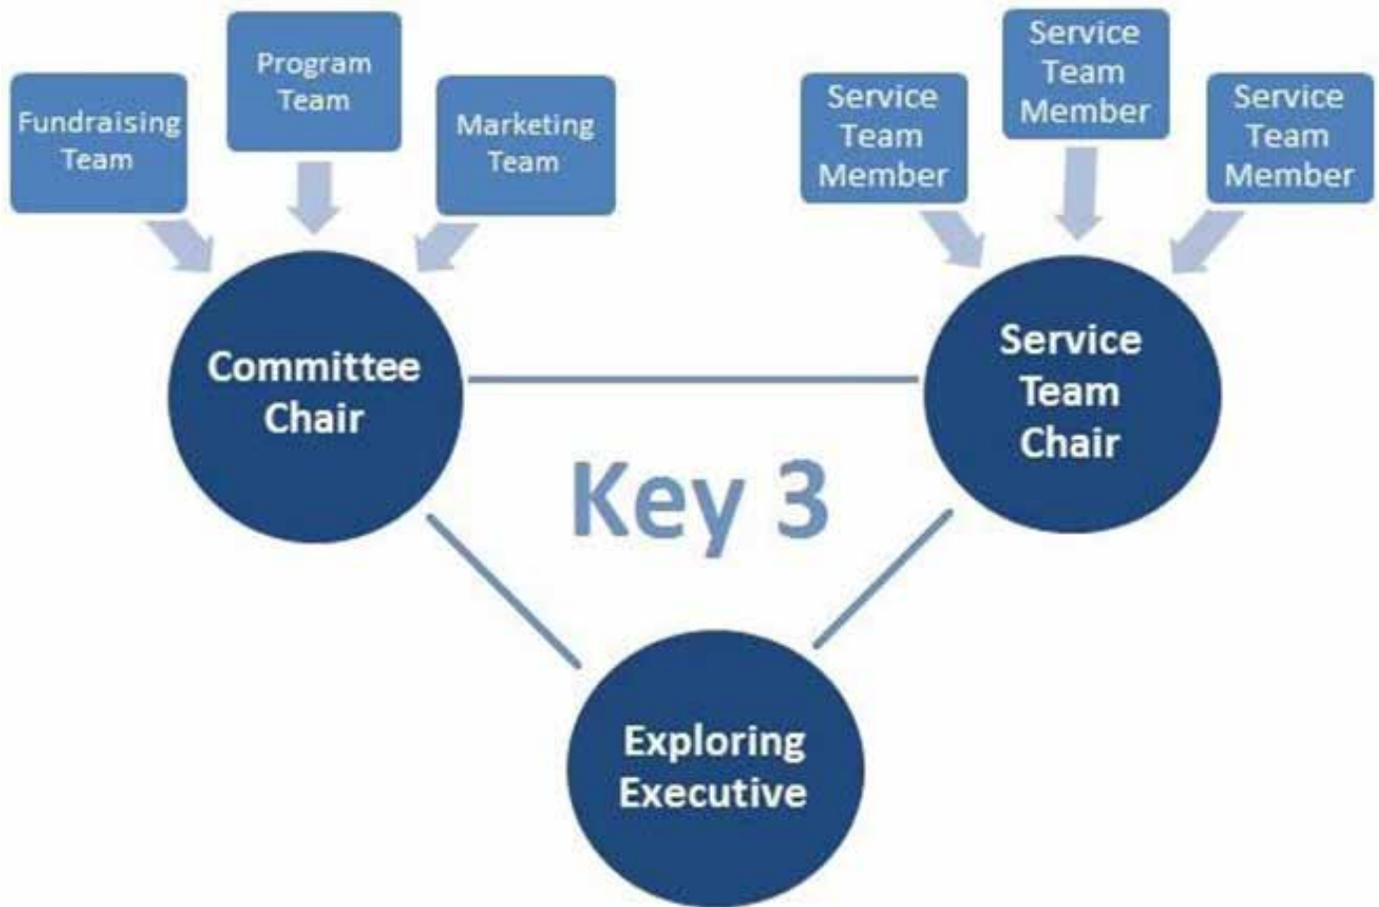 Fundraising
Team
Program
Team
Marketing
Team
Service
Team
Member
Service
Team
Member
Service
Team
Member
Committee
Chair
Service
Team
Chair
Key 3
Exploring
Executive